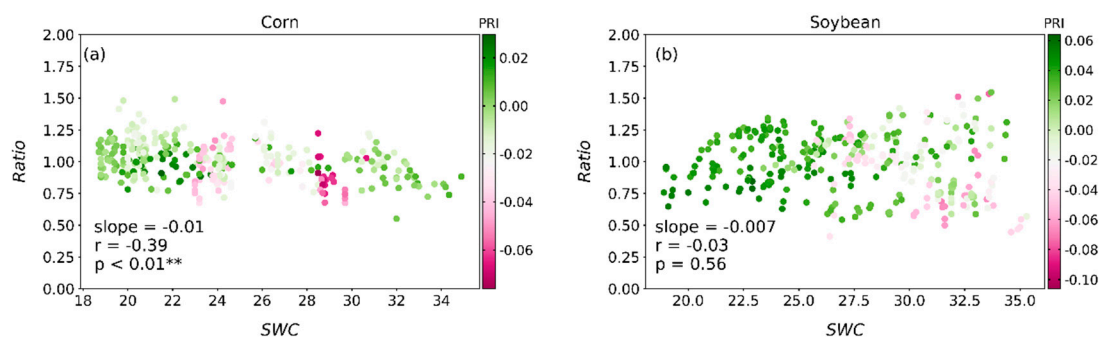 Corn
PRI
(a)
Ratio
2.00
1.75
1.50
1.25
1.00
0.75
0.50
0.25
0.00
slope = -0.01
r = -0.39
p < 0.01**
18 20 22 24 26 28 30 32 34
SWC
0.02
0.00
-0.02
-0.04
-0.06
Soybean
PRI
(b)
Ratio
2.00
1.75
1.50
1.25
1.00
0.75
0.50
0.25
0.00
slope = -0.007
r = -0.03
p = 0.56
20.0 22.5 25.0 27.5 30.0 32.5 35.0
SWC
0.06
0.04
0.02
0.00
-0.02
-0.04
-0.06
-0.08
-0.10